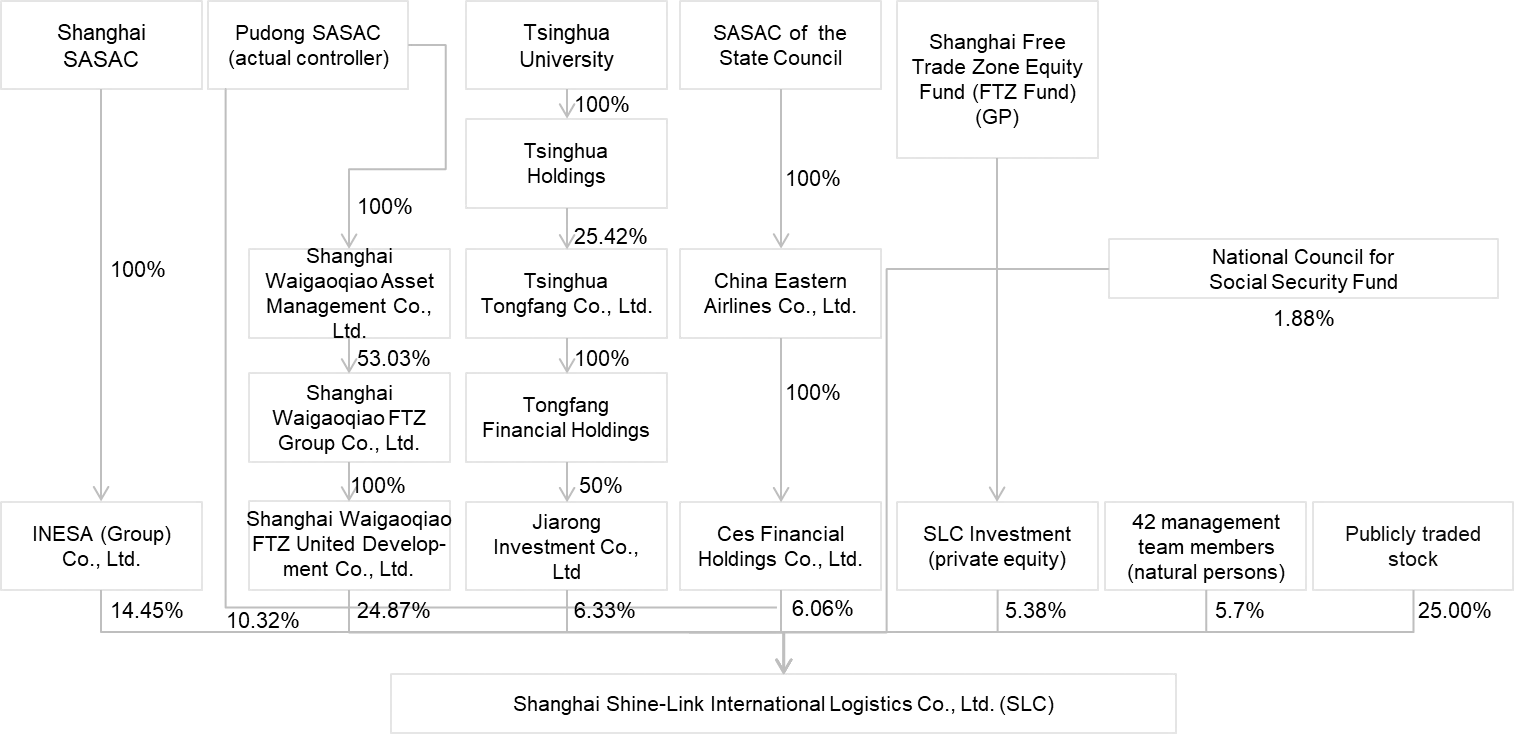 Shanghai
SASAC
Pudong SASAC
(actual controller)
Tsinghua
University
SASAC of the
State Council
Shanghai Free
Trade Zone Equity
Fund (FTZ Fund)
(GP)
100%
Tsinghua
Holdings
100%
100%
25.42%
100%
Shanghai
Waigaoqiao Asset
Management Co.,
Ltd.
Tsinghua
Tongfang Co., Ltd.
China Eastern
Airlines Co., Ltd.
National Council for
Social Security Fund
1.88%
53.03%
100%
100%
Shanghai
Waigaoqiao FTZ
Group Co., Ltd.
Tongfang
Financial Holdings
100%
50%
INESA (Group)
Co., Ltd.
Shanghai Waigaoqiao
FTZ United Develop-
ment Co., Ltd.
Jiarong
Investment Co.,
Ltd
Ces Financial
Holdings Co., Ltd.
SLC Investment
(private equity)
42 management
team members
(natural persons)
Publicly traded
stock
14.45%
10.32%
24.87%
6.33%
6.06%
5.38%
5.7%
25.00%
Shanghai Shine-Link International Logistics Co., Ltd. (SLC)